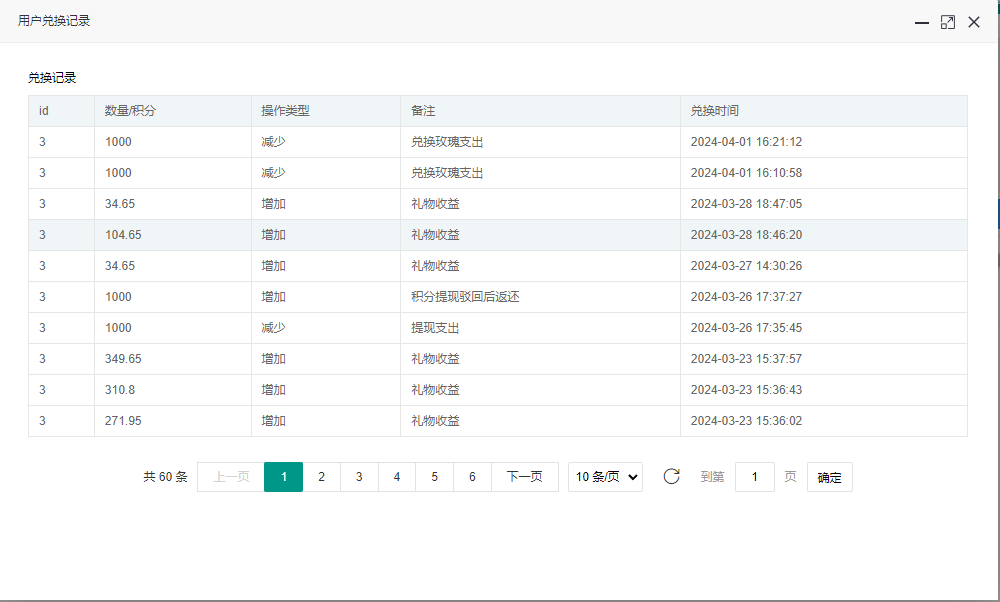 用户兑换记录
兑换记录
id 数量/积分 操作类型 备注 兑换时间
3 1000 减少 兑换玫瑰支出 2024-04-01 16:21:12
3 1000 减少 兑换玫瑰支出 2024-04-01 16:10:58
3 34.65 增加 礼物收益 2024-03-28 18:47:05
3 104.65 增加 礼物收益 2024-03-28 18:46:20
3 34.65 增加 礼物收益 2024-03-27 14:30:26
3 1000 增加 积分提现驳回后返还 2024-03-26 17:37:27
3 1000 减少 提现支出 2024-03-26 17:35:45
3 349.65 增加 礼物收益 2024-03-23 15:37:57
3 310.8 增加 礼物收益 2024-03-23 15:36:43
3 271.95 增加 礼物收益 2024-03-23 15:36:02
共 60 条 上一页 1 2 3 4 5 6 下一页 10 条/页 到第 1 页 确定